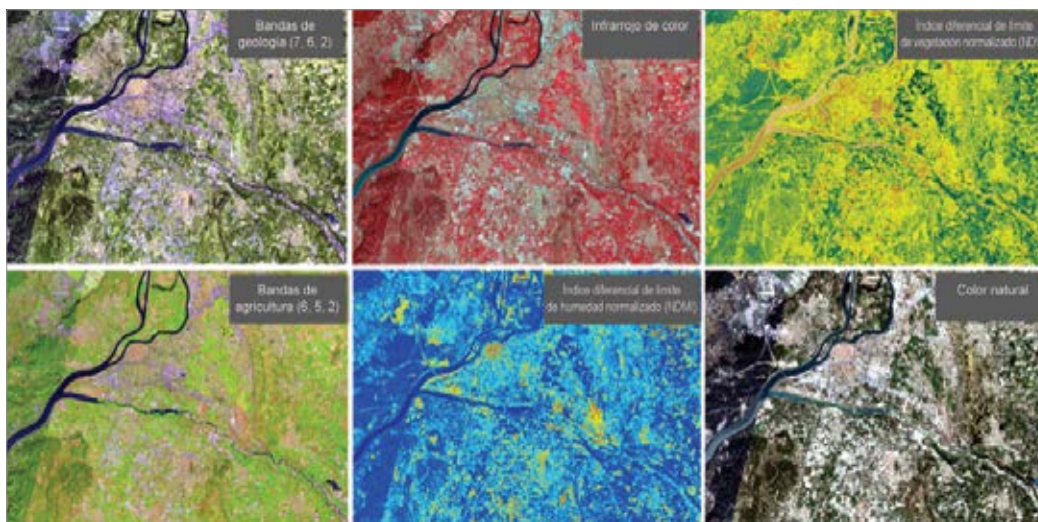 Bandas de
geología (7, 6, 2)
Infrarrojo de color
Índice diferencial de límite
de vegetación normalizado (NDVI
Bandas de
agricultura (6, 5, 2)
Índice diferencial de límite
de humedad normalizado (NDMI)
Color natural